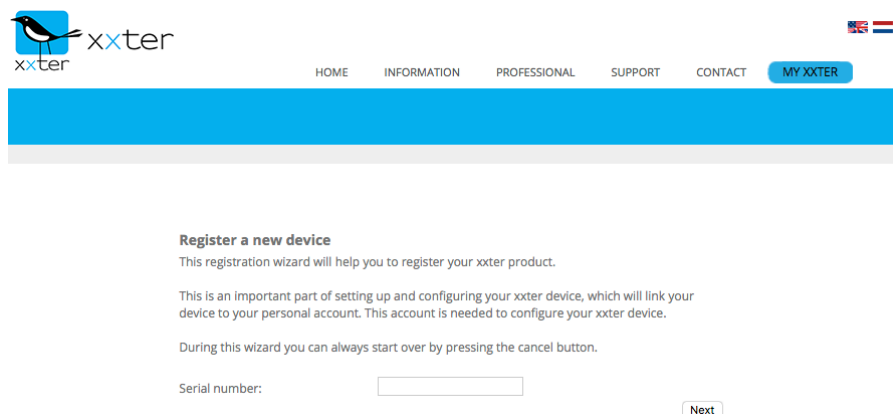 xxter
xxter
HOME INFORMATION PROFESSIONAL SUPPORT CONTACT MY XXTER
Register a new device
This registration wizard will help you to register your xxter product.
This is an important part of setting up and configuring your xxter device, which will link your
device to your personal account. This account is needed to configure your xxter device.
During this wizard you can always start over by pressing the cancel button.
Serial number:
Next